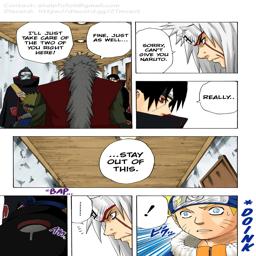 I'LL JUST
TAKE CARE
OF THE TWO
OF YOU
RIGHT
HERE!
FINE, JUST
AS WELL...
SORRY,
CAN'T
GIVE YOU
NARUTO.
REALLY...
...STAY
OUT OF
THIS.
*BAP...
!
*DOINK